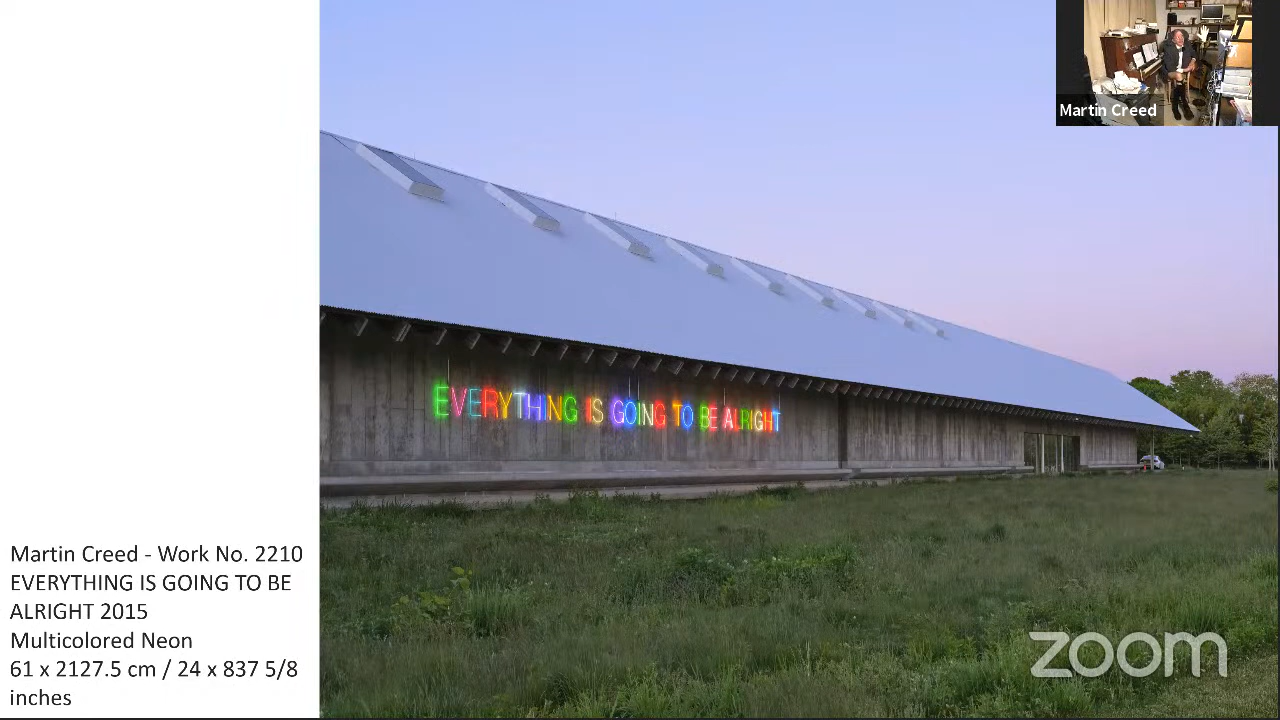 Martin Creed
EVERYTHING IS GOING TO BE ALRIGHT
Martin Creed - Work No. 2210
EVERYTHING IS GOING TO BE
ALRIGHT 2015
Multicolored Neon
61 x 2127.5 cm / 24 x 837 5/8
inches
zoom